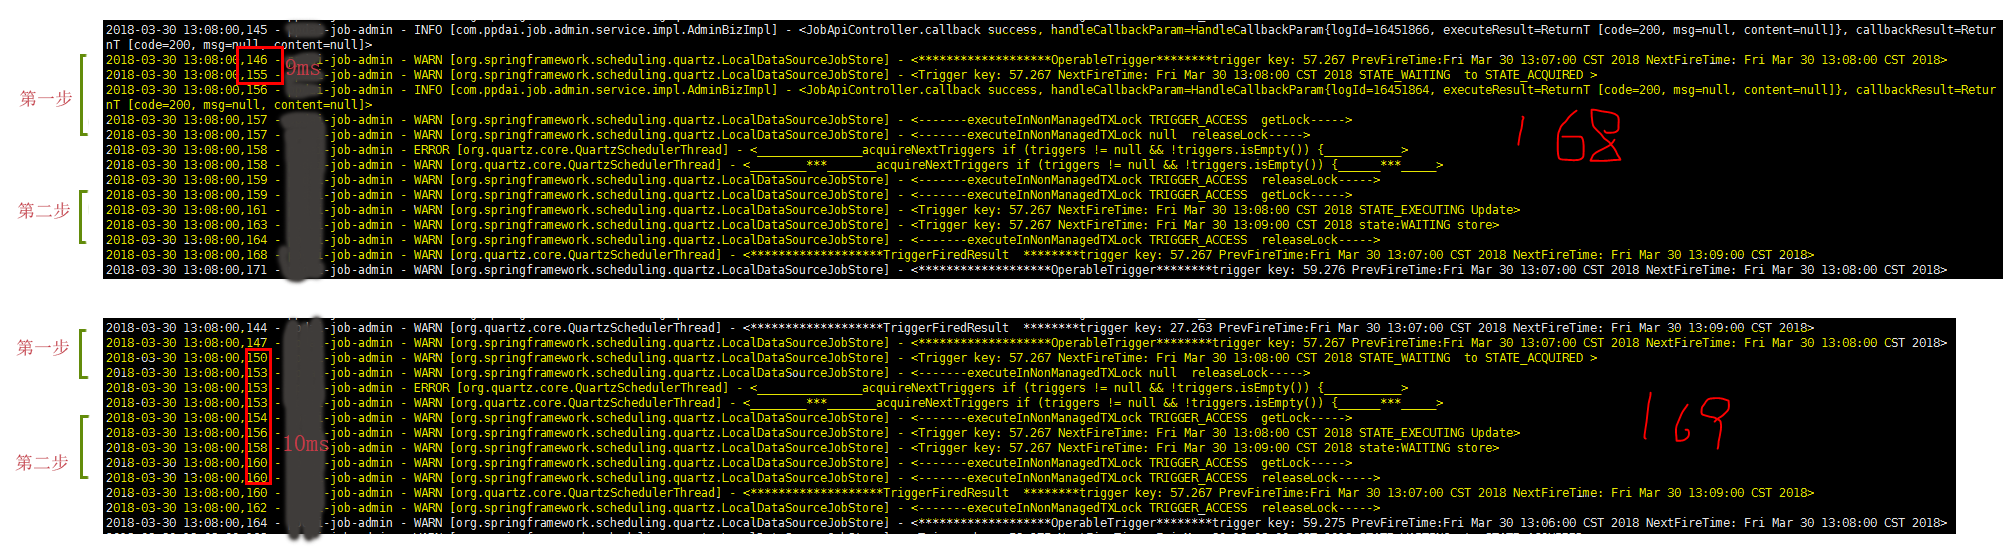 2018-03-30 13:08:00,145 - -job-admin - INFO [com.ppdai.job.admin.service.impl.AdminBizImpl] - <JobApiController.callback success, handleCallbackParam=HandleCallbackParam{logId=16451866, executeResult=ReturnT [code=200, msg=null, content=null]}, callbackResult=Retur
nT [code=200, msg=null, content=null]>
2018-03-30 13:08:00,146 - 9ms -job-admin - WARN [org.springframework.scheduling.quartz.LocalDataSourceJobStore] - <*******************OperableTrigger********trigger key: 57.267 PrevFireTime:Fri Mar 30 13:07:00 CST 2018 NextFireTime: Fri Mar 30 13:08:00 CST 2018>
2018-03-30 13:08:00,155 - -job-admin - WARN [org.springframework.scheduling.quartz.LocalDataSourceJobStore] - <Trigger key: 57.267 NextFireTime: Fri Mar 30 13:08:00 CST 2018 STATE_WAITING  to STATE_ACQUIRED >
第一步
2018-03-30 13:08:00,156 - -job-admin - INFO [com.ppdai.job.admin.service.impl.AdminBizImpl] - <JobApiController.callback success, handleCallbackParam=HandleCallbackParam{logId=16451864, executeResult=ReturnT [code=200, msg=null, content=null]}, callbackResult=Retur
nT [code=200, msg=null, content=null]>
2018-03-30 13:08:00,157 - -job-admin - WARN [org.springframework.scheduling.quartz.LocalDataSourceJobStore] - <-------executeInNonManagedTXLock TRIGGER_ACCESS  getLock----->
2018-03-30 13:08:00,157 - -job-admin - WARN [org.springframework.scheduling.quartz.LocalDataSourceJobStore] - <-------executeInNonManagedTXLock null  releaseLock----->
168
2018-03-30 13:08:00,158 - -job-admin - ERROR [org.quartz.core.QuartzSchedulerThread] - <_______________acquireNextTriggers if (triggers != null && !triggers.isEmpty()) {___________>
2018-03-30 13:08:00,158 - -job-admin - WARN [org.quartz.core.QuartzSchedulerThread] - <________***_______acquireNextTriggers if (triggers != null && !triggers.isEmpty()) {______***_____>
2018-03-30 13:08:00,159 - -job-admin - WARN [org.springframework.scheduling.quartz.LocalDataSourceJobStore] - <-------executeInNonManagedTXLock TRIGGER_ACCESS  releaseLock----->
2018-03-30 13:08:00,159 - -job-admin - WARN [org.springframework.scheduling.quartz.LocalDataSourceJobStore] - <-------executeInNonManagedTXLock TRIGGER_ACCESS  getLock----->
第二步
2018-03-30 13:08:00,161 - -job-admin - WARN [org.springframework.scheduling.quartz.LocalDataSourceJobStore] - <Trigger key: 57.267 NextFireTime: Fri Mar 30 13:08:00 CST 2018 STATE_EXECUTING Update>
2018-03-30 13:08:00,163 - -job-admin - WARN [org.springframework.scheduling.quartz.LocalDataSourceJobStore] - <Trigger key: 57.267 NextFireTime: Fri Mar 30 13:09:00 CST 2018 state:WAITING store>
2018-03-30 13:08:00,164 - -job-admin - WARN [org.springframework.scheduling.quartz.LocalDataSourceJobStore] - <-------executeInNonManagedTXLock TRIGGER_ACCESS  releaseLock----->
2018-03-30 13:08:00,168 - -job-admin - WARN [org.quartz.core.QuartzSchedulerThread] - <*******************TriggerFiredResult  ********trigger key: 57.267 PrevFireTime:Fri Mar 30 13:07:00 CST 2018 NextFireTime: Fri Mar 30 13:09:00 CST 2018>
2018-03-30 13:08:00,171 - -job-admin - WARN [org.springframework.scheduling.quartz.LocalDataSourceJobStore] - <*******************OperableTrigger********trigger key: 59.276 PrevFireTime:Fri Mar 30 13:07:00 CST 2018 NextFireTime: Fri Mar 30 13:08:00 CST 2018>
2018-03-30 13:08:00,144 - -job-admin - WARN [org.quartz.core.QuartzSchedulerThread] - <*******************TriggerFiredResult  ********trigger key: 27.263 PrevFireTime:Fri Mar 30 13:07:00 CST 2018 NextFireTime: Fri Mar 30 13:09:00 CST 2018>
第一步
2018-03-30 13:08:00,147 - -job-admin - WARN [org.springframework.scheduling.quartz.LocalDataSourceJobStore] - <*******************OperableTrigger********trigger key: 57.267 PrevFireTime:Fri Mar 30 13:07:00 CST 2018 NextFireTime: Fri Mar 30 13:08:00 CST 2018>
2018-03-30 13:08:00,150 - -job-admin - WARN [org.springframework.scheduling.quartz.LocalDataSourceJobStore] - <Trigger key: 57.267 NextFireTime: Fri Mar 30 13:08:00 CST 2018 STATE_WAITING  to STATE_ACQUIRED >
2018-03-30 13:08:00,153 - -job-admin - WARN [org.springframework.scheduling.quartz.LocalDataSourceJobStore] - <-------executeInNonManagedTXLock null  releaseLock----->
2018-03-30 13:08:00,153 - -job-admin - ERROR [org.quartz.core.QuartzSchedulerThread] - <_______________acquireNextTriggers if (triggers != null && !triggers.isEmpty()) {___________>
2018-03-30 13:08:00,153 - -job-admin - WARN [org.quartz.core.QuartzSchedulerThread] - <________***_______acquireNextTriggers if (triggers != null && !triggers.isEmpty()) {______***_____>
2018-03-30 13:08:00,154 - -job-admin - WARN [org.springframework.scheduling.quartz.LocalDataSourceJobStore] - <-------executeInNonManagedTXLock TRIGGER_ACCESS  getLock----->
169
2018-03-30 13:08:00,156 - -job-admin - WARN [org.springframework.scheduling.quartz.LocalDataSourceJobStore] - <Trigger key: 57.267 NextFireTime: Fri Mar 30 13:08:00 CST 2018 STATE_EXECUTING Update>
2018-03-30 13:08:00,158 - 10ms -job-admin - WARN [org.springframework.scheduling.quartz.LocalDataSourceJobStore] - <Trigger key: 57.267 NextFireTime: Fri Mar 30 13:09:00 CST 2018 state:WAITING store>
第二步
2018-03-30 13:08:00,160 - -job-admin - WARN [org.springframework.scheduling.quartz.LocalDataSourceJobStore] - <-------executeInNonManagedTXLock TRIGGER_ACCESS  getLock----->
2018-03-30 13:08:00,160 - -job-admin - WARN [org.springframework.scheduling.quartz.LocalDataSourceJobStore] - <-------executeInNonManagedTXLock TRIGGER_ACCESS  releaseLock----->
2018-03-30 13:08:00,160 - -job-admin - WARN [org.quartz.core.QuartzSchedulerThread] - <*******************TriggerFiredResult  ********trigger key: 57.267 PrevFireTime:Fri Mar 30 13:07:00 CST 2018 NextFireTime: Fri Mar 30 13:09:00 CST 2018>
2018-03-30 13:08:00,162 - -job-admin - WARN [org.springframework.scheduling.quartz.LocalDataSourceJobStore] - <-------executeInNonManagedTXLock TRIGGER_ACCESS  releaseLock----->
2018-03-30 13:08:00,164 - -job-admin - WARN [org.springframework.scheduling.quartz.LocalDataSourceJobStore] - <*******************OperableTrigger********trigger key: 59.275 PrevFireTime:Fri Mar 30 13:06:00 CST 2018 NextFireTime: Fri Mar 30 13:08:00 CST 2018>